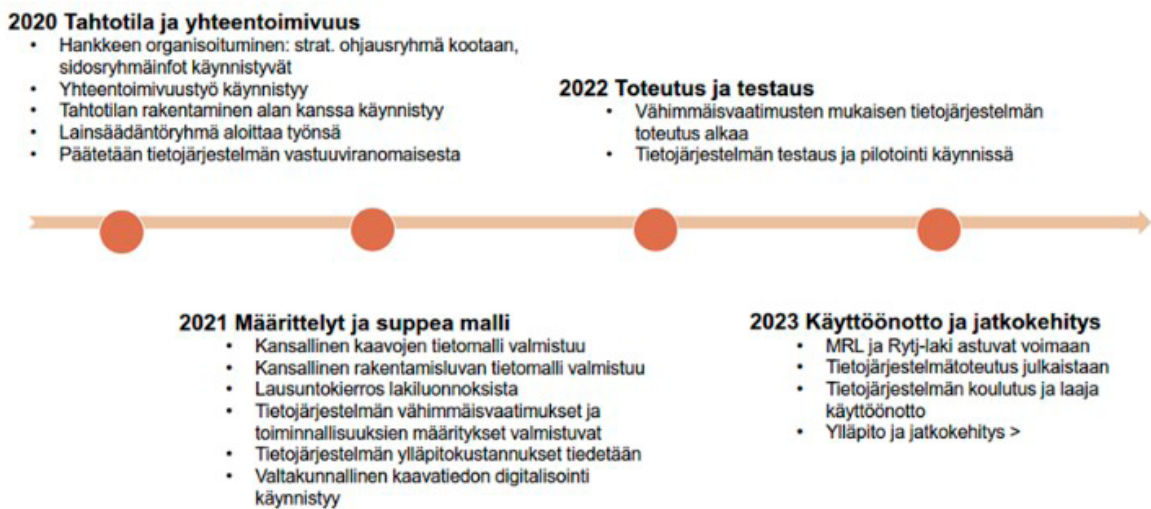 2020 Tahtotila ja yhteentoimivuus
• Hankkeen organisoituminen: strat. ohjausryhmä kootaan,
sidosryhmäinfot käynnistyvät
• Yhteentoimivuustyö käynnistyy
• Tahtotilan rakentaminen alan kanssa käynnistyy
• Lainsäädäntöryhmä aloittaa työnsä
• Päätetään tietojärjestelmän vastuuviranomaisesta
2022 Toteutus ja testaus
• Vähimmäisvaatimusten mukaisen tietojärjestelmän
toteutus alkaa
• Tietojärjestelmän testaus ja pilotointi käynnissä
2021 Määrittelyt ja suppea malli
• Kansallinen kaavojen tietomalli valmistuu
• Kansallinen rakentamisluvan tietomalli valmistuu
• Lausuntokierros lakiluonnoksista
• Tietojärjestelmän vähimmäisvaatimukset ja
toiminnallisuuksien määritykset valmistuvat
• Tietojärjestelmän ylläpitokustannukset tiedetään
• Valtakunnallinen kaavatiedon digitalisointi
käynnistyy
2023 Käyttöönotto ja jatkokehitys
• MRL ja Rytj-laki astuvat voimaan
• Tietojärjestelmätoteutus julkaistaan
• Tietojärjestelmän koulutus ja laaja
käyttöönotto
• Ylläpito ja jatkokehitys >